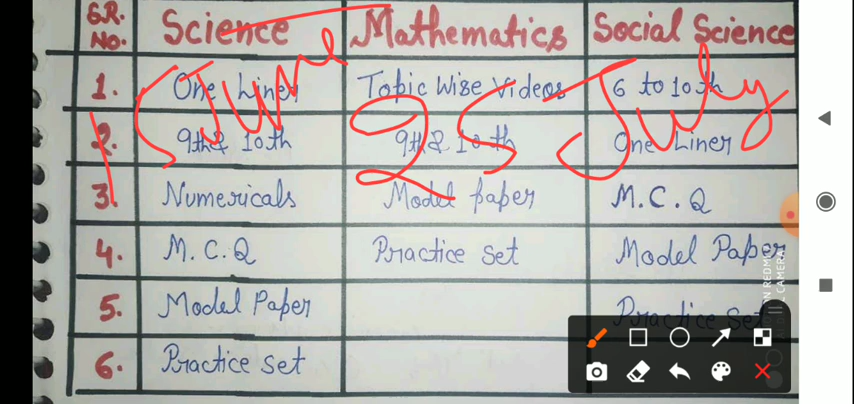 S.R. NO. Science Mathematics Social Science
1. One Liner Topic Wise Videos 6 to 10th
2. 9th & 10th 9th & 10th One Liner
3. Numericals Model paper M.C.Q
4. M.C.Q Practice set Model Paper
5. Model Paper Practice Set
6. Practice set
15 June 25 July